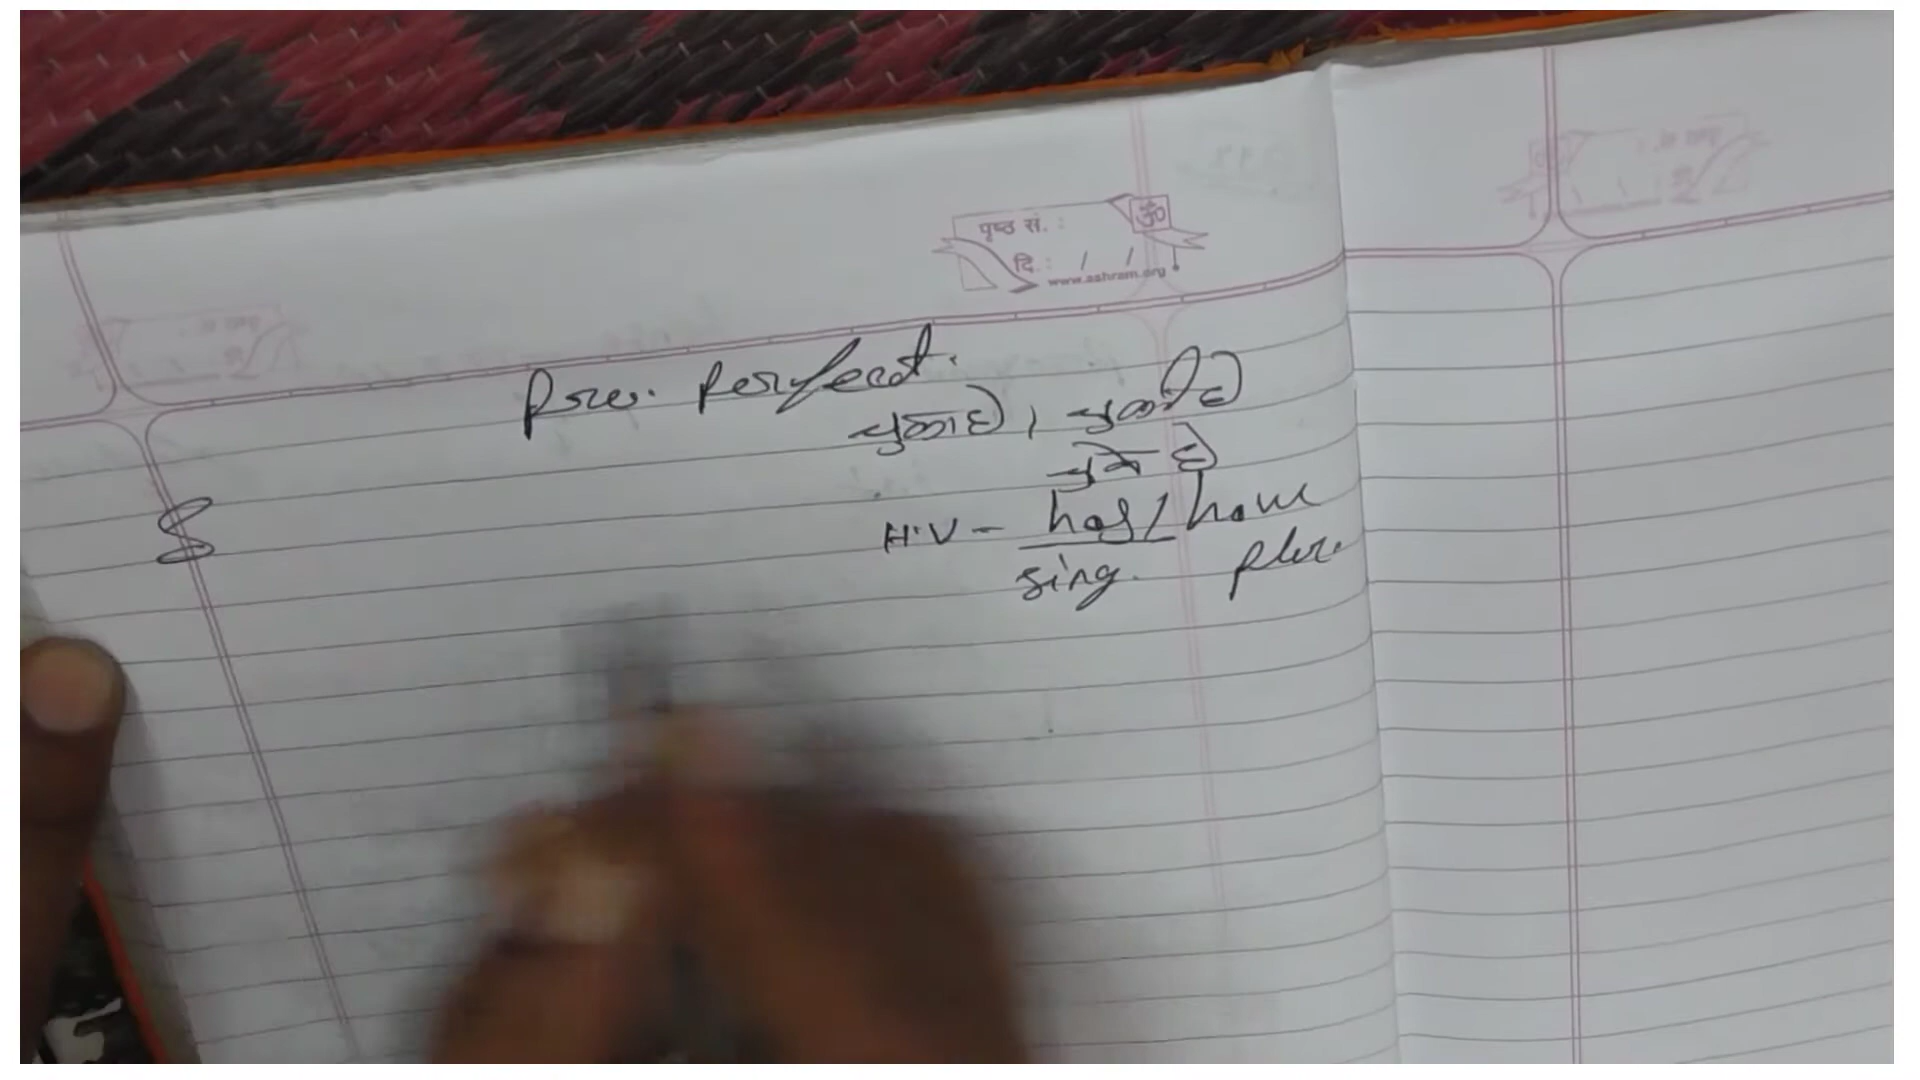 पृष्ठ सं. :
ॐ
दि. : / /
www.ashram.org
Pre. Perfect.
चुका है, चुकी है
चुके है
S
H.V - has/have
sing. plu.